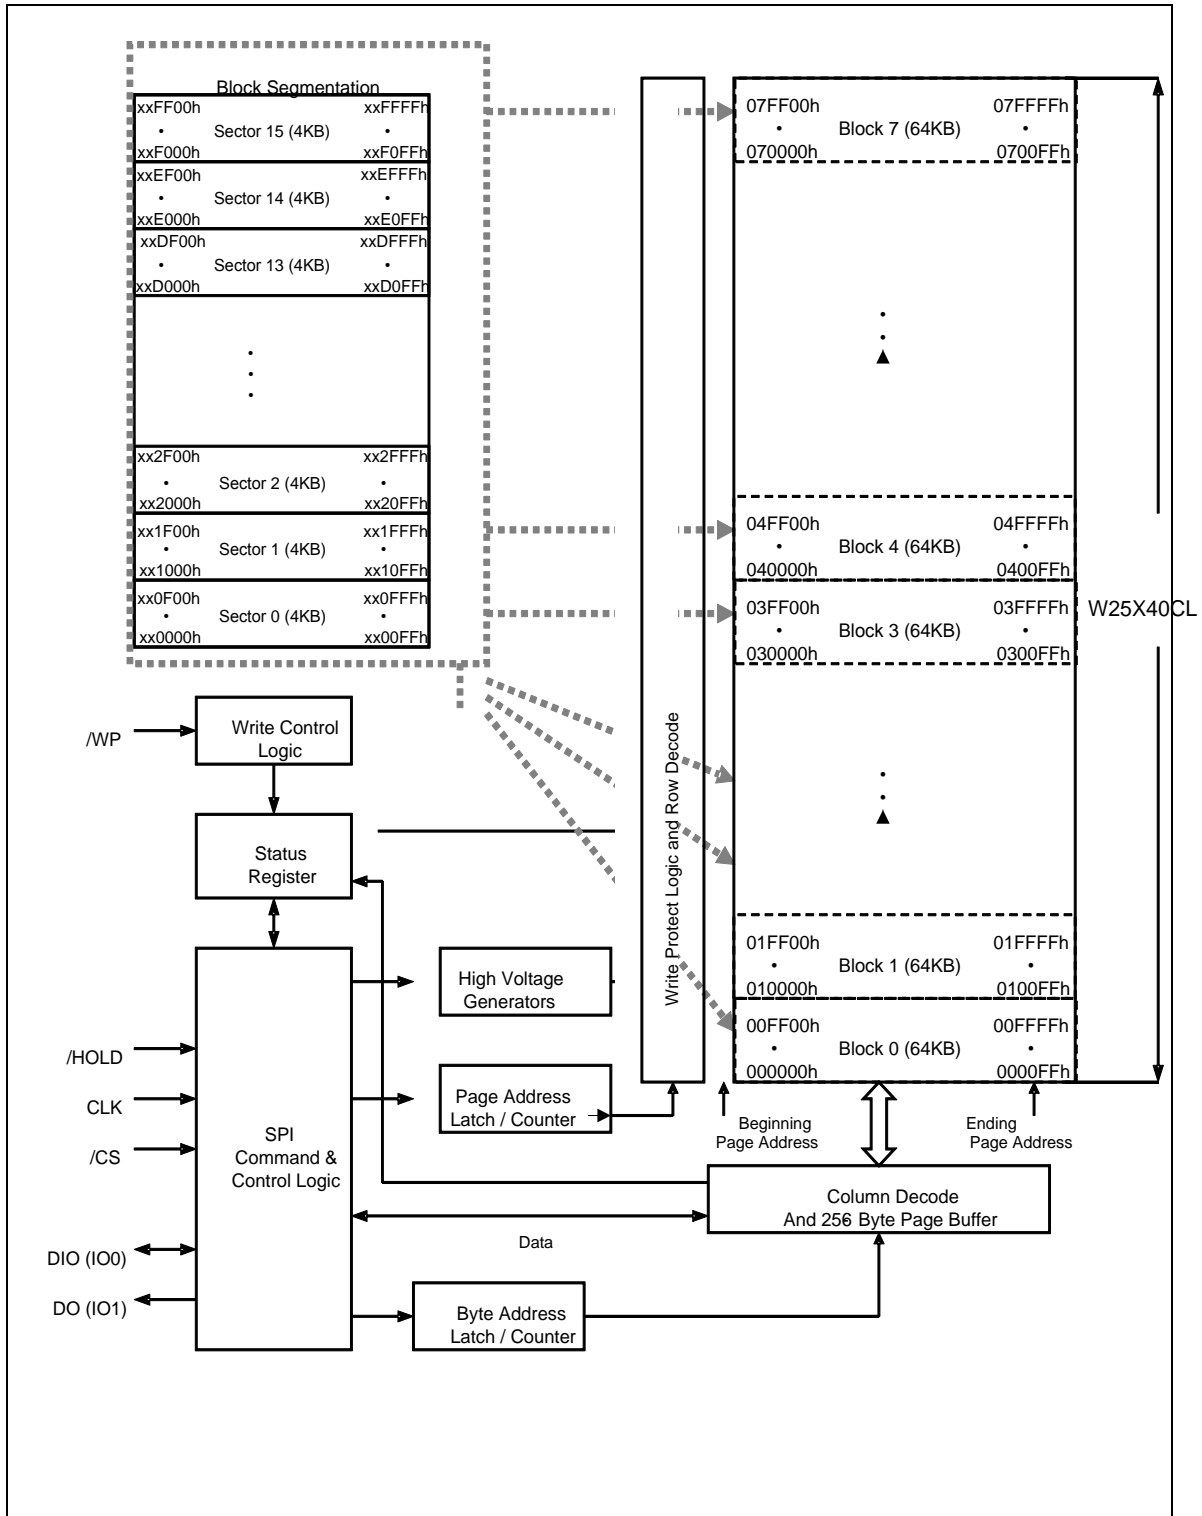 Block Segmentation
xxFF00h xxFFFFh
• Sector 15 (4KB) •
xxF000h xxF0FFh
xxEF00h xxEFFFh
• Sector 14 (4KB) •
xxE000h xxE0FFh
xxDF00h xxDFFFh
• Sector 13 (4KB) •
xxD000h xxD0FFh
xx2F00h xx2FFFh
• Sector 2 (4KB) •
xx2000h xx20FFh
xx1F00h xx1FFFh
• Sector 1 (4KB) •
xx1000h xx10FFh
xx0F00h xx0FFFh
• Sector 0 (4KB) •
xx0000h xx00FFh
Write Protect Logic and Row Decode
07FF00h 07FFFFh
• Block 7 (64KB) •
070000h 0700FFh
04FF00h 04FFFFh
• Block 4 (64KB) •
040000h 0400FFh
03FF00h 03FFFFh
• Block 3 (64KB) •
030000h 0300FFh
01FF00h 01FFFFh
• Block 1 (64KB) •
010000h 0100FFh
00FF00h 00FFFFh
• Block 0 (64KB) •
000000h 0000FFh
W25X40CL
Beginning
Page Address
Ending
Page Address
/WP
Write Control
Logic
Status
Register
High Voltage
Generators
/HOLD
CLK
/CS
Page Address
Latch / Counter
SPI
Command &
Control Logic
Column Decode
And 256 Byte Page Buffer
Data
DIO (IO0)
DO (IO1)
Byte Address
Latch / Counter